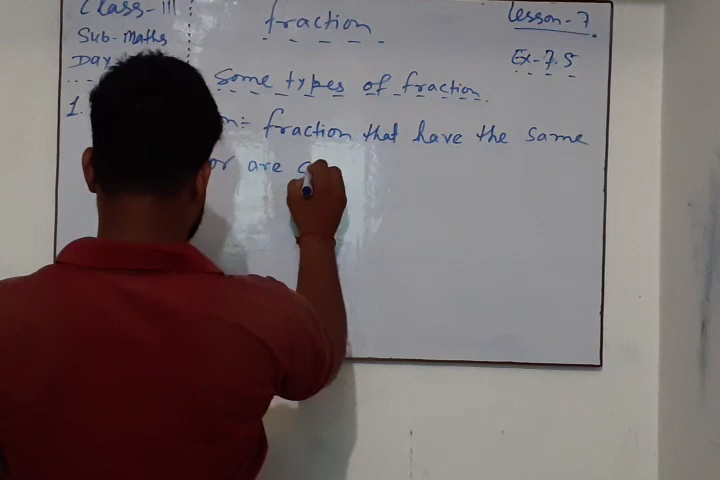 Class-III fraction Lesson-7
Sub-Maths Ex-7.5
Day
Some types of fraction.
1. n:- fraction that have the same
or are